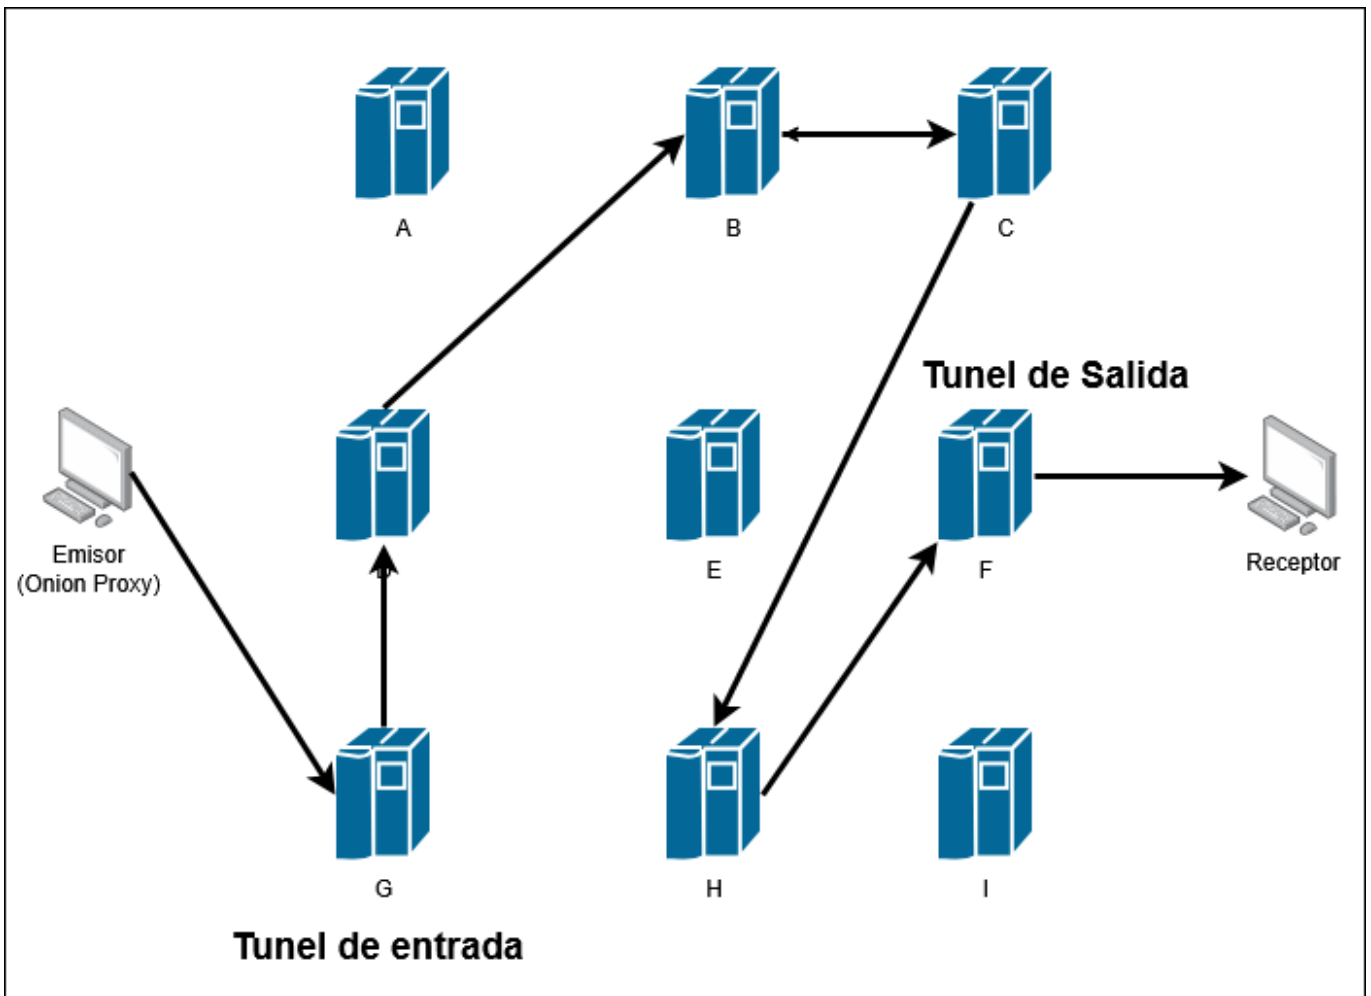 A
B
C
Tunel de Salida
Emisor
(Onion Proxy)
D
E
F
Receptor
G
H
I
Tunel de entrada